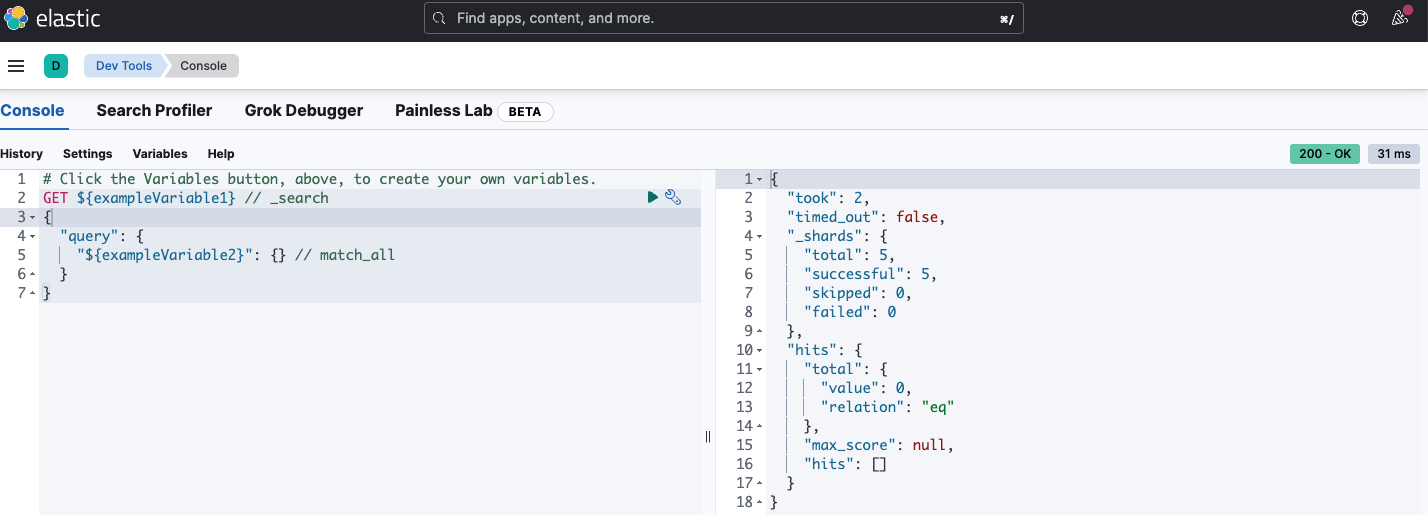 elastic
Find apps, content, and more.
⌘/
D
Dev Tools
Console
Console
Search Profiler
Grok Debugger
Painless Lab
BETA
History
Settings
Variables
Help
200 - OK
31 ms
1 # Click the Variables button, above, to create your own variables.
2 GET ${exampleVariable1} // _search
3 {
4   "query": {
5     "${exampleVariable2}": {} // match_all
6   }
7 }
1 {
2   "took": 2,
3   "timed_out": false,
4   "_shards": {
5     "total": 5,
6     "successful": 5,
7     "skipped": 0,
8     "failed": 0
9   },
10   "hits": {
11     "total": {
12       "value": 0,
13       "relation": "eq"
14     },
15     "max_score": null,
16     "hits": []
17   }
18 }